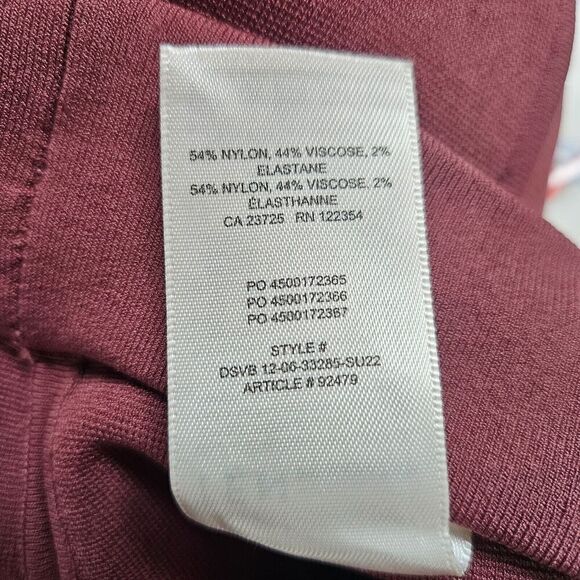 54% NYLON, 44% VISCOSE, 2%
ELASTANE
54% NYLON, 44% VISCOSE, 2%
ÉLASTHANNE
CA 23725 RN 122354
PO 4500172365
PO 4500172366
PO 4500172367
STYLE #
DSVB 12-06-33285-SU22
ARTICLE # 92479